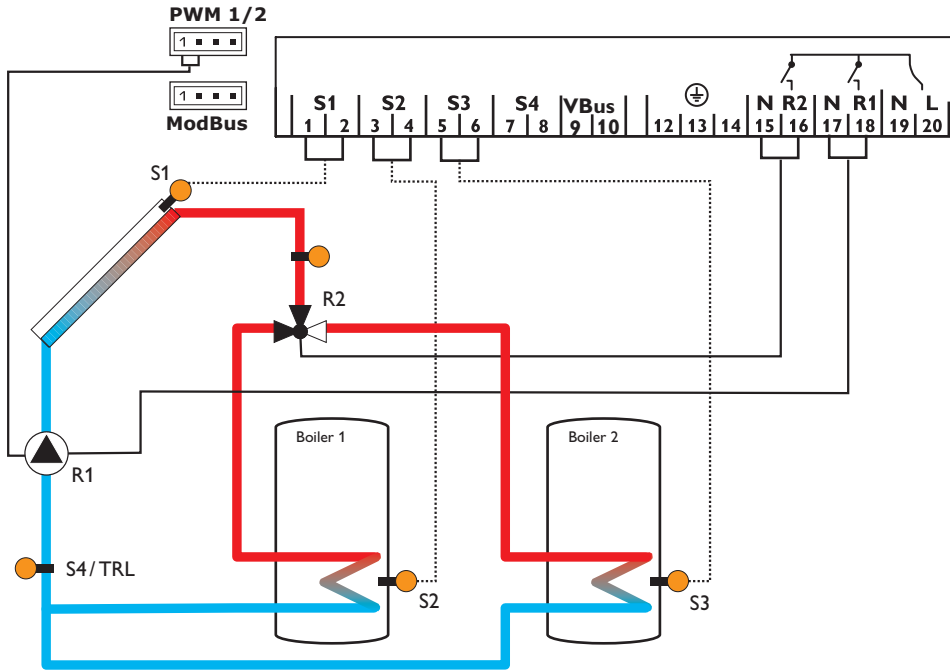 PWM 1/2
1
ModBus
1
S1 S2 S3 S4 VBus N R2 N R1 N L
1 2 3 4 5 6 7 8 9 10 12 13 14 15 16 17 18 19 20
S1
R2
Boiler 1
Boiler 2
R1
S4/TRL
S2
S3